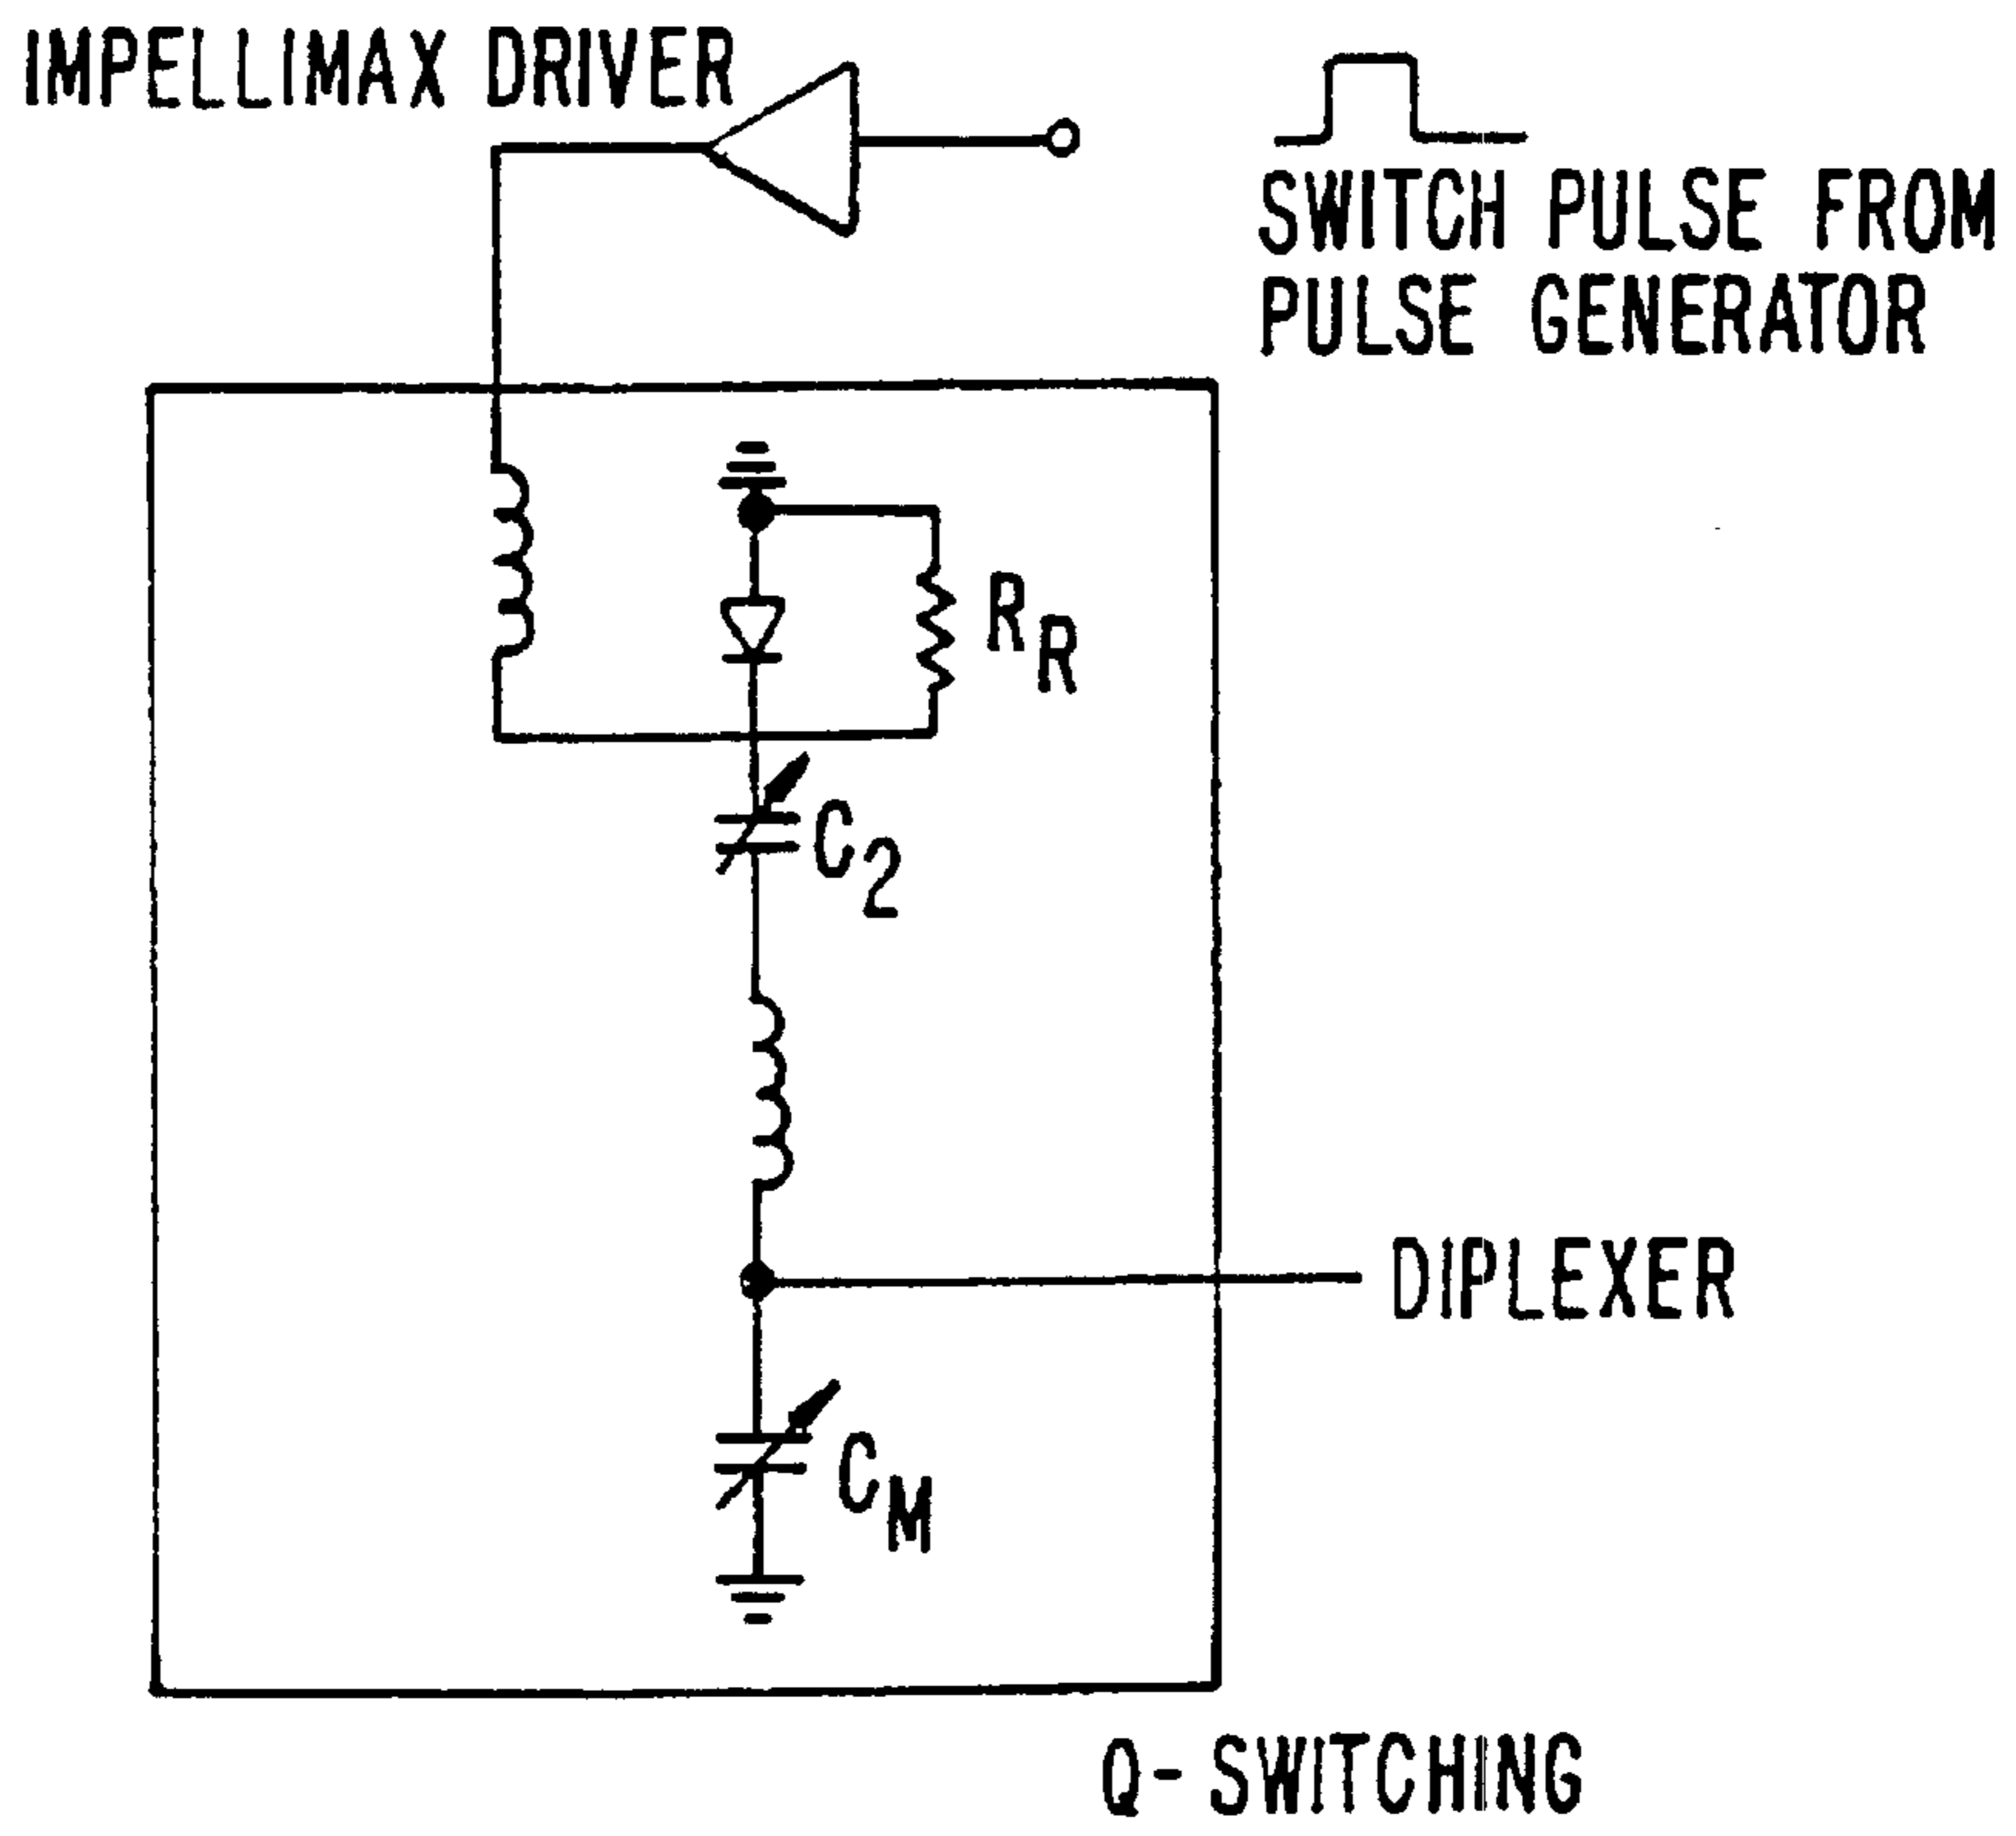 IMPELLIMAX DRIVER
SWITCH PULSE FROM
PULSE GENERATOR
R_R
C_2
DIPLEXER
C_M
Q-SWITCHING